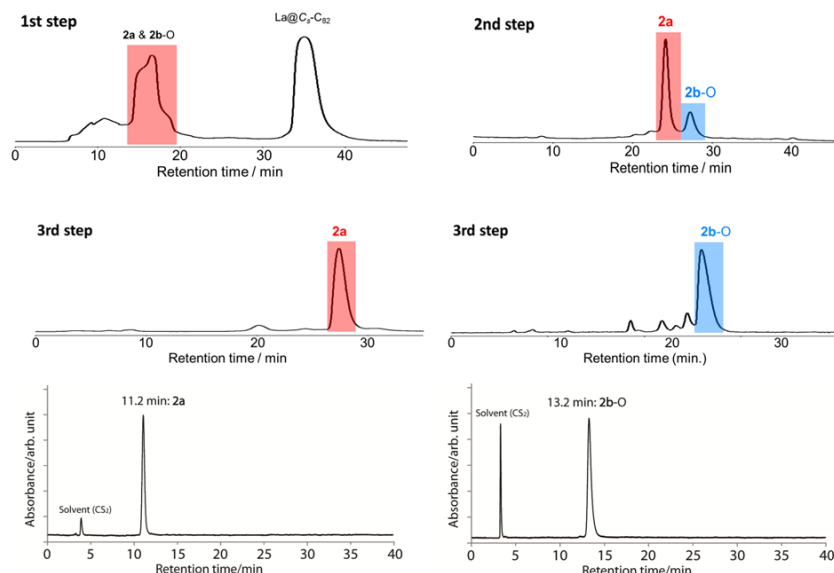 1st step
2a & 2b-O
La@Cs-C82
0 10 20 30 40
Retention time / min
2nd step
2a
2b-O
0 10 20 30 40
Retention time / min
3rd step
2a
0 10 20 30
Retention time / min
3rd step
2b-O
0 10 20 30
Retention time (min.)
Absorbance/arb. unit
11.2 min: 2a
Solvent (CS2)
0 5 10 15 20 25 30 35 40
Retention time/min
Absorbance/arb. unit
13.2 min: 2b-O
Solvent (CS2)
0 5 10 15 20 25 30 35 40
Retention time/min